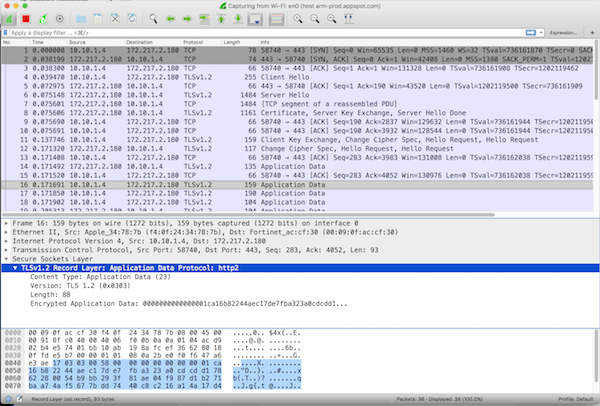 Capturing from Wi-Fi: en0 (host arm-prod.appspot.com)
Apply a display filter ... <⌘/>
Expression... +
No. Time Source Destination Protocol Length Info
1 0.000000 10.10.1.4 172.217.2.180 TCP 78 58740 → 443 [SYN] Seq=0 Win=65535 Len=0 MSS=1460 WS=32 TSval=736161870 TSecr=0 SACK
2 0.038199 172.217.2.180 10.10.1.4 TCP 74 443 → 58740 [SYN, ACK] Seq=0 Ack=1 Win=42408 Len=0 MSS=1380 SACK_PERM=1
3 10.10.1.4 172.217.2.180 TCP 66 58740 → 443 [ACK] Seq=1 Ack=1 Win=131328 Len=0 TSval=736161908 TSecr=1202119462
4 0.039470 10.10.1.4 172.217.2.180 TLSv1.2 255 Client Hello
5 0.072975 172.217.2.180 10.10.1.4 TCP 66 443 → 58740 [ACK] Seq=1 Ack=190 Win=43520 Len=0 TSval=1202119500 TSecr=736161909
6 0.075148 172.217.2.180 10.10.1.4 TLSv1.2 1484 Server Hello
7 0.075601 172.217.2.180 10.10.1.4 TCP 1484 [TCP segment of a reassembled PDU]
8 0.075606 172.217.2.180 10.10.1.4 TLSv1.2 1161 Certificate, Server Key Exchange, Server Hello Done
9 0.075690 10.10.1.4 172.217.2.180 TCP 66 58740 → 443 [ACK] Seq=190 Ack=2837 Win=129632 Len=0 TSval=736161944
10 0.075690 10.10.1.4 172.217.2.180 TCP 66 58740 → 443 [ACK] Seq=190 Ack=3932 Win=128544 Len=0 TSval=736161944
11 0.137746 10.10.1.4 172.217.2.180 TLSv1.2 159 Client Key Exchange, Change Cipher Spec, Hello Request, Hello Request
12 0.171320 172.217.2.180 10.10.1.4 TLSv1.2 117 Change Cipher Spec, Hello Request, Hello Request
13 0.171408 10.10.1.4 172.217.2.180 TCP 66 58740 → 443 [ACK] Seq=283 Ack=3983 Win=131008 Len=0 TSval=736162038
14 0.171492 172.217.2.180 10.10.1.4 TLSv1.2 135 Application Data
15 0.171520 10.10.1.4 172.217.2.180 TCP 66 58740 → 443 [ACK] Seq=283 Ack=4052 Win=130976 Len=0 TSval=736162038
16 0.171691 10.10.1.4 172.217.2.180 TLSv1.2 159 Application Data
17 0.171850 10.10.1.4 172.217.2.180 TLSv1.2 190 Application Data
18 0.171902 10.10.1.4 172.217.2.180 TLSv1.2 104 Application Data
Frame 16: 159 bytes on wire (1272 bits), 159 bytes captured (1272 bits) on interface 0
Ethernet II, Src: Apple_34:78:7b (f4:0f:24:34:78:7b), Dst: Fortinet_ac:cf:30 (00:09:0f:ac:cf:30)
Internet Protocol Version 4, Src: 10.10.1.4, Dst: 172.217.2.180
Transmission Control Protocol, Src Port: 58740, Dst Port: 443, Seq: 283, Ack: 4052, Len: 93
Secure Sockets Layer
TLSv1.2 Record Layer: Application Data Protocol: http2
Content Type: Application Data (23)
Version: TLS 1.2 (0x0303)
Length: 88
Encrypted Application Data: 0000000000000001ca16b82244aec17de7fba323a0cdcdd1...
0000 00 09 0f ac cf 30 f4 0f 24 34 78 7b 08 00 45 00
0010 00 91 8f c0 40 00 40 06 0b 0a 0a 0a 01 04 ac d9
0020 02 b4 e5 74 01 bb 10 ab 19 8a fc ef 36 62 80 18
0030 0f fd e5 b7 00 00 01 01 08 0a 2b e0 f0 f6 47 a6
0040 e3 ae 17 03 03 00 58 00 00 00 00 00 00 00 01 ca
0050 16 b8 22 44 ae c1 7d e7 fb a3 23 a0 cd cd d1 78
0060 62 28 00 54 b9 bb 29 3f 81 ae 04 f9 87 d1 b2 71
0070 ba a7 4a f5 67 7b dd 74 40 c8 c2 16 a1 4a 17 d4
Record Layer (ssl.record), 93 bytes
Packets: 36 · Displayed: 36 (100.0%)
Profile: Default